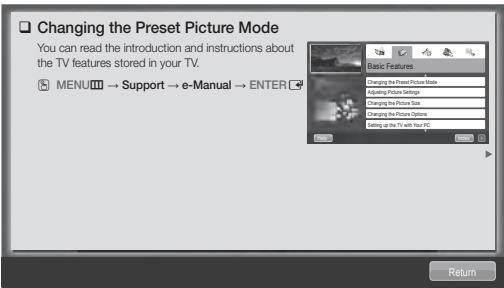 ❑ Changing the Preset Picture Mode
You can read the introduction and instructions about
the TV features stored in your TV.
MENU → Support → e-Manual → ENTER
Basic Features
Changing the Preset Picture Mode
Adjusting Picture Settings
Changing the Picture Size
Changing the Picture Options
Setting up the TV with Your PC
Help
Index
Return